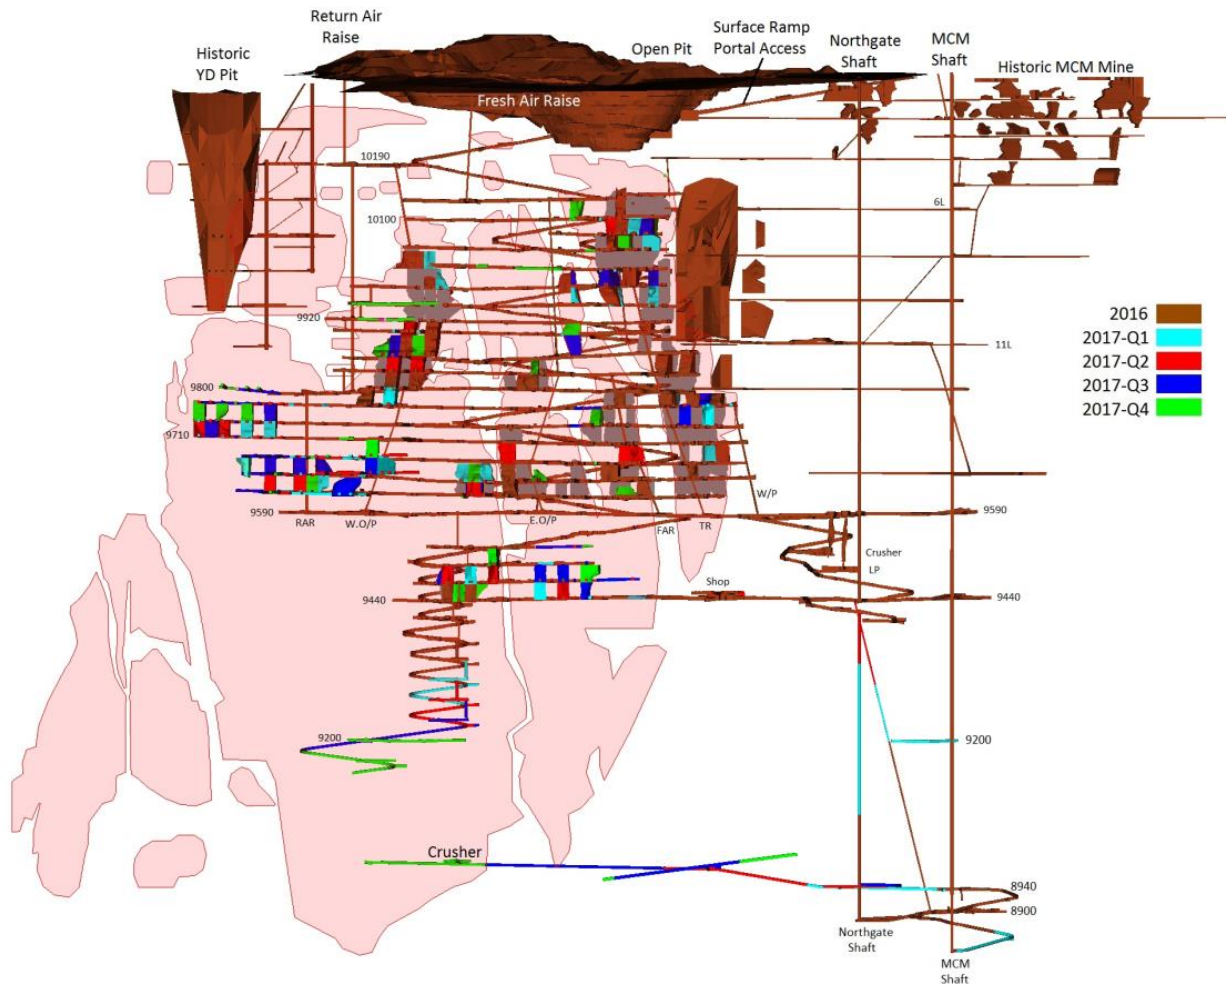 Return Air
Raise
Historic
YD Pit
Open Pit
Surface Ramp
Portal Access
Northgate
Shaft
MCM
Shaft
Historic MCM Mine
Fresh Air Raise
10190
6L
10100
9920
11L
2016
2017-Q1
2017-Q2
2017-Q3
2017-Q4
9800
9710
W/P
9590
RAR
W.O/P
E.O/P
FAR
TR
9590
Crusher
LP
Shop
9440
9440
9200
9200
Crusher
8940
8900
Northgate
Shaft
MCM
Shaft